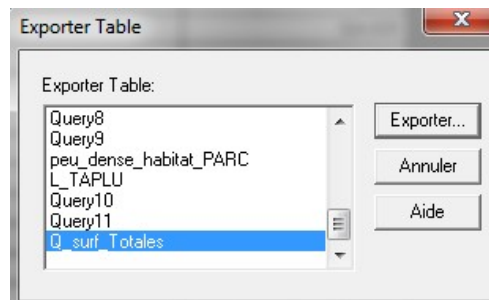 Exporter Table
Exporter Table:
Query8
Query9
peu_dense_habitat_PARC
L_TAPLU
Query10
Query11
Q_surf_Totales
Exporter...
Annuler
Aide